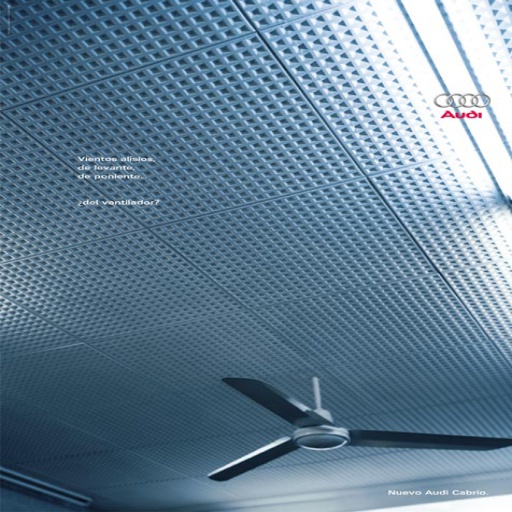 Vientos alisios,
de levante,
de poniente...
¿del ventilador?
Audi
Nuevo Audi Cabrio.